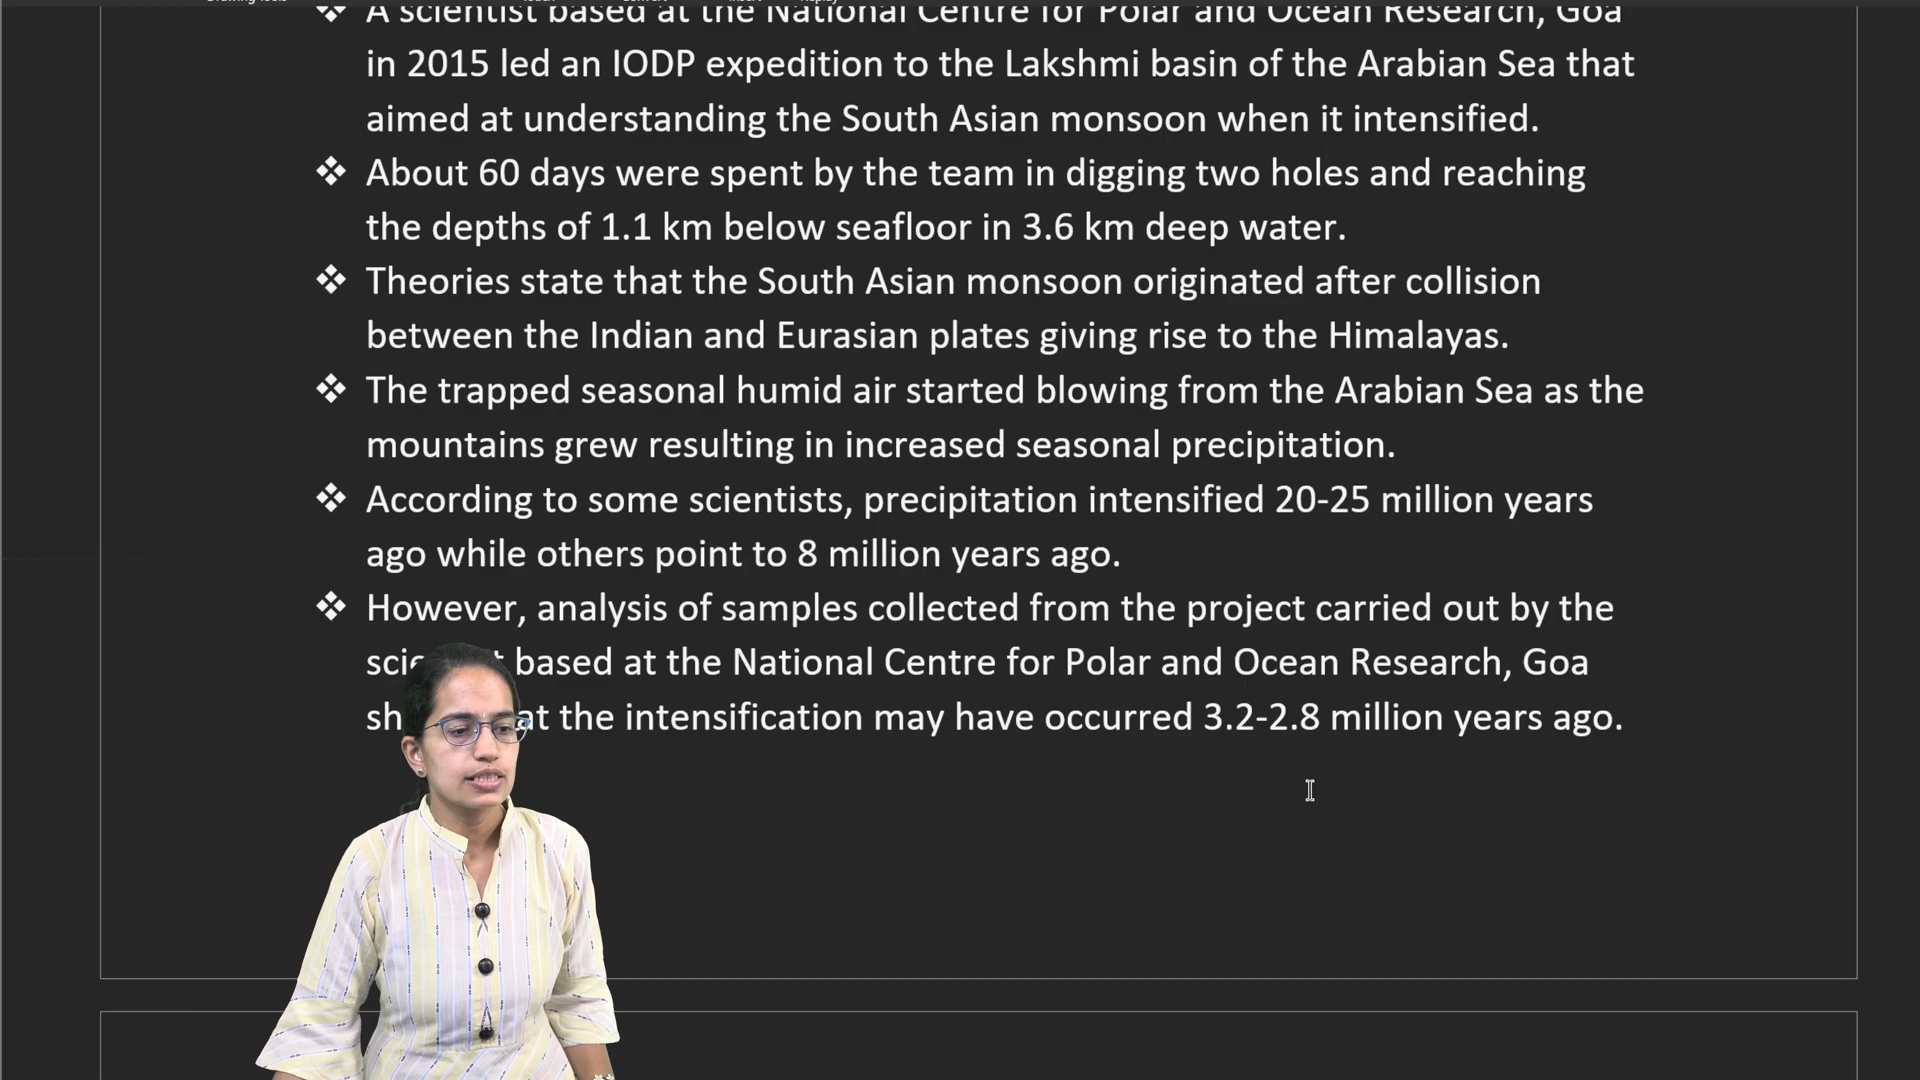 A scientist based at the National Centre for Polar and Ocean Research, Goa
in 2015 led an IODP expedition to the Lakshmi basin of the Arabian Sea that
aimed at understanding the South Asian monsoon when it intensified.
❖ About 60 days were spent by the team in digging two holes and reaching
the depths of 1.1 km below seafloor in 3.6 km deep water.
❖ Theories state that the South Asian monsoon originated after collision
between the Indian and Eurasian plates giving rise to the Himalayas.
❖ The trapped seasonal humid air started blowing from the Arabian Sea as the
mountains grew resulting in increased seasonal precipitation.
❖ According to some scientists, precipitation intensified 20-25 million years
ago while others point to 8 million years ago.
❖ However, analysis of samples collected from the project carried out by the
based at the National Centre for Polar and Ocean Research, Goa
the intensification may have occurred 3.2-2.8 million years ago.